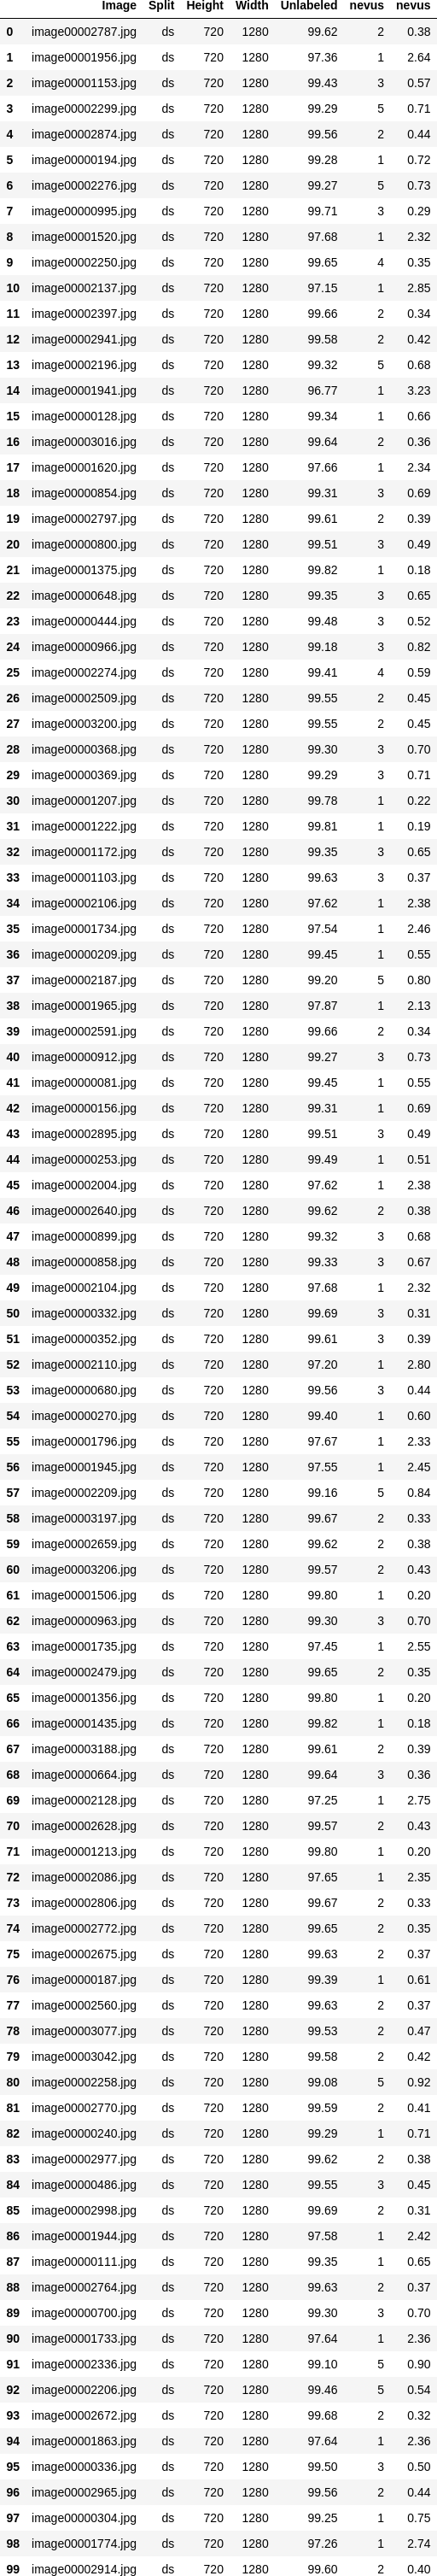 Image Split Height Width Unlabeled nevus nevus
0 image00002787.jpg ds 720 1280 99.62 2 0.38
1 image00001956.jpg ds 720 1280 97.36 1 2.64
2 image00001153.jpg ds 720 1280 99.43 3 0.57
3 image00002299.jpg ds 720 1280 99.29 5 0.71
4 image00002874.jpg ds 720 1280 99.56 2 0.44
5 image00000194.jpg ds 720 1280 99.28 1 0.72
6 image00002276.jpg ds 720 1280 99.27 5 0.73
7 image00000995.jpg ds 720 1280 99.71 3 0.29
8 image00001520.jpg ds 720 1280 97.68 1 2.32
9 image00002250.jpg ds 720 1280 99.65 4 0.35
10 image00002137.jpg ds 720 1280 97.15 1 2.85
11 image00002397.jpg ds 720 1280 99.66 2 0.34
12 image00002941.jpg ds 720 1280 99.58 2 0.42
13 image00002196.jpg ds 720 1280 99.32 5 0.68
14 image00001941.jpg ds 720 1280 96.77 1 3.23
15 image00000128.jpg ds 720 1280 99.34 1 0.66
16 image00003016.jpg ds 720 1280 99.64 2 0.36
17 image00001620.jpg ds 720 1280 97.66 1 2.34
18 image00000854.jpg ds 720 1280 99.31 3 0.69
19 image00002797.jpg ds 720 1280 99.61 2 0.39
20 image00000800.jpg ds 720 1280 99.51 3 0.49
21 image00001375.jpg ds 720 1280 99.82 1 0.18
22 image00000648.jpg ds 720 1280 99.35 3 0.65
23 image00000444.jpg ds 720 1280 99.48 3 0.52
24 image00000966.jpg ds 720 1280 99.18 3 0.82
25 image00002274.jpg ds 720 1280 99.41 4 0.59
26 image00002509.jpg ds 720 1280 99.55 2 0.45
27 image00003200.jpg ds 720 1280 99.55 2 0.45
28 image00000368.jpg ds 720 1280 99.30 3 0.70
29 image00000369.jpg ds 720 1280 99.29 3 0.71
30 image00001207.jpg ds 720 1280 99.78 1 0.22
31 image00001222.jpg ds 720 1280 99.81 1 0.19
32 image00001172.jpg ds 720 1280 99.35 3 0.65
33 image00001103.jpg ds 720 1280 99.63 3 0.37
34 image00002106.jpg ds 720 1280 97.62 1 2.38
35 image00001734.jpg ds 720 1280 97.54 1 2.46
36 image00000209.jpg ds 720 1280 99.45 1 0.55
37 image00002187.jpg ds 720 1280 99.20 5 0.80
38 image00001965.jpg ds 720 1280 97.87 1 2.13
39 image00002591.jpg ds 720 1280 99.66 2 0.34
40 image00000912.jpg ds 720 1280 99.27 3 0.73
41 image00000081.jpg ds 720 1280 99.45 1 0.55
42 image00000156.jpg ds 720 1280 99.31 1 0.69
43 image00002895.jpg ds 720 1280 99.51 3 0.49
44 image00000253.jpg ds 720 1280 99.49 1 0.51
45 image00002004.jpg ds 720 1280 97.62 1 2.38
46 image00002640.jpg ds 720 1280 99.62 2 0.38
47 image00000899.jpg ds 720 1280 99.32 3 0.68
48 image00000858.jpg ds 720 1280 99.33 3 0.67
49 image00002104.jpg ds 720 1280 97.68 1 2.32
50 image00000332.jpg ds 720 1280 99.69 3 0.31
51 image00000352.jpg ds 720 1280 99.61 3 0.39
52 image00002110.jpg ds 720 1280 97.20 1 2.80
53 image00000680.jpg ds 720 1280 99.56 3 0.44
54 image00000270.jpg ds 720 1280 99.40 1 0.60
55 image00001796.jpg ds 720 1280 97.67 1 2.33
56 image00001945.jpg ds 720 1280 97.55 1 2.45
57 image00002209.jpg ds 720 1280 99.16 5 0.84
58 image00003197.jpg ds 720 1280 99.67 2 0.33
59 image00002659.jpg ds 720 1280 99.62 2 0.38
60 image00003206.jpg ds 720 1280 99.57 2 0.43
61 image00001506.jpg ds 720 1280 99.80 1 0.20
62 image00000963.jpg ds 720 1280 99.30 3 0.70
63 image00001735.jpg ds 720 1280 97.45 1 2.55
64 image00002479.jpg ds 720 1280 99.65 2 0.35
65 image00001356.jpg ds 720 1280 99.80 1 0.20
66 image00001435.jpg ds 720 1280 99.82 1 0.18
67 image00003188.jpg ds 720 1280 99.61 2 0.39
68 image00000664.jpg ds 720 1280 99.64 3 0.36
69 image00002128.jpg ds 720 1280 97.25 1 2.75
70 image00002628.jpg ds 720 1280 99.57 2 0.43
71 image00001213.jpg ds 720 1280 99.80 1 0.20
72 image00002086.jpg ds 720 1280 97.65 1 2.35
73 image00002806.jpg ds 720 1280 99.67 2 0.33
74 image00002772.jpg ds 720 1280 99.65 2 0.35
75 image00002675.jpg ds 720 1280 99.63 2 0.37
76 image00000187.jpg ds 720 1280 99.39 1 0.61
77 image00002560.jpg ds 720 1280 99.63 2 0.37
78 image00003077.jpg ds 720 1280 99.53 2 0.47
79 image00003042.jpg ds 720 1280 99.58 2 0.42
80 image00002258.jpg ds 720 1280 99.08 5 0.92
81 image00002770.jpg ds 720 1280 99.59 2 0.41
82 image00000240.jpg ds 720 1280 99.29 1 0.71
83 image00002977.jpg ds 720 1280 99.62 2 0.38
84 image00000486.jpg ds 720 1280 99.55 3 0.45
85 image00002998.jpg ds 720 1280 99.69 2 0.31
86 image00001944.jpg ds 720 1280 97.58 1 2.42
87 image00000111.jpg ds 720 1280 99.35 1 0.65
88 image00002764.jpg ds 720 1280 99.63 2 0.37
89 image00000700.jpg ds 720 1280 99.30 3 0.70
90 image00001733.jpg ds 720 1280 97.64 1 2.36
91 image00002336.jpg ds 720 1280 99.10 5 0.90
92 image00002206.jpg ds 720 1280 99.46 5 0.54
93 image00002672.jpg ds 720 1280 99.68 2 0.32
94 image00001863.jpg ds 720 1280 97.64 1 2.36
95 image00000336.jpg ds 720 1280 99.50 3 0.50
96 image00002965.jpg ds 720 1280 99.56 2 0.44
97 image00000304.jpg ds 720 1280 99.25 1 0.75
98 image00001774.jpg ds 720 1280 97.26 1 2.74
99 image00002914.jpg ds 720 1280 99.60 2 0.40